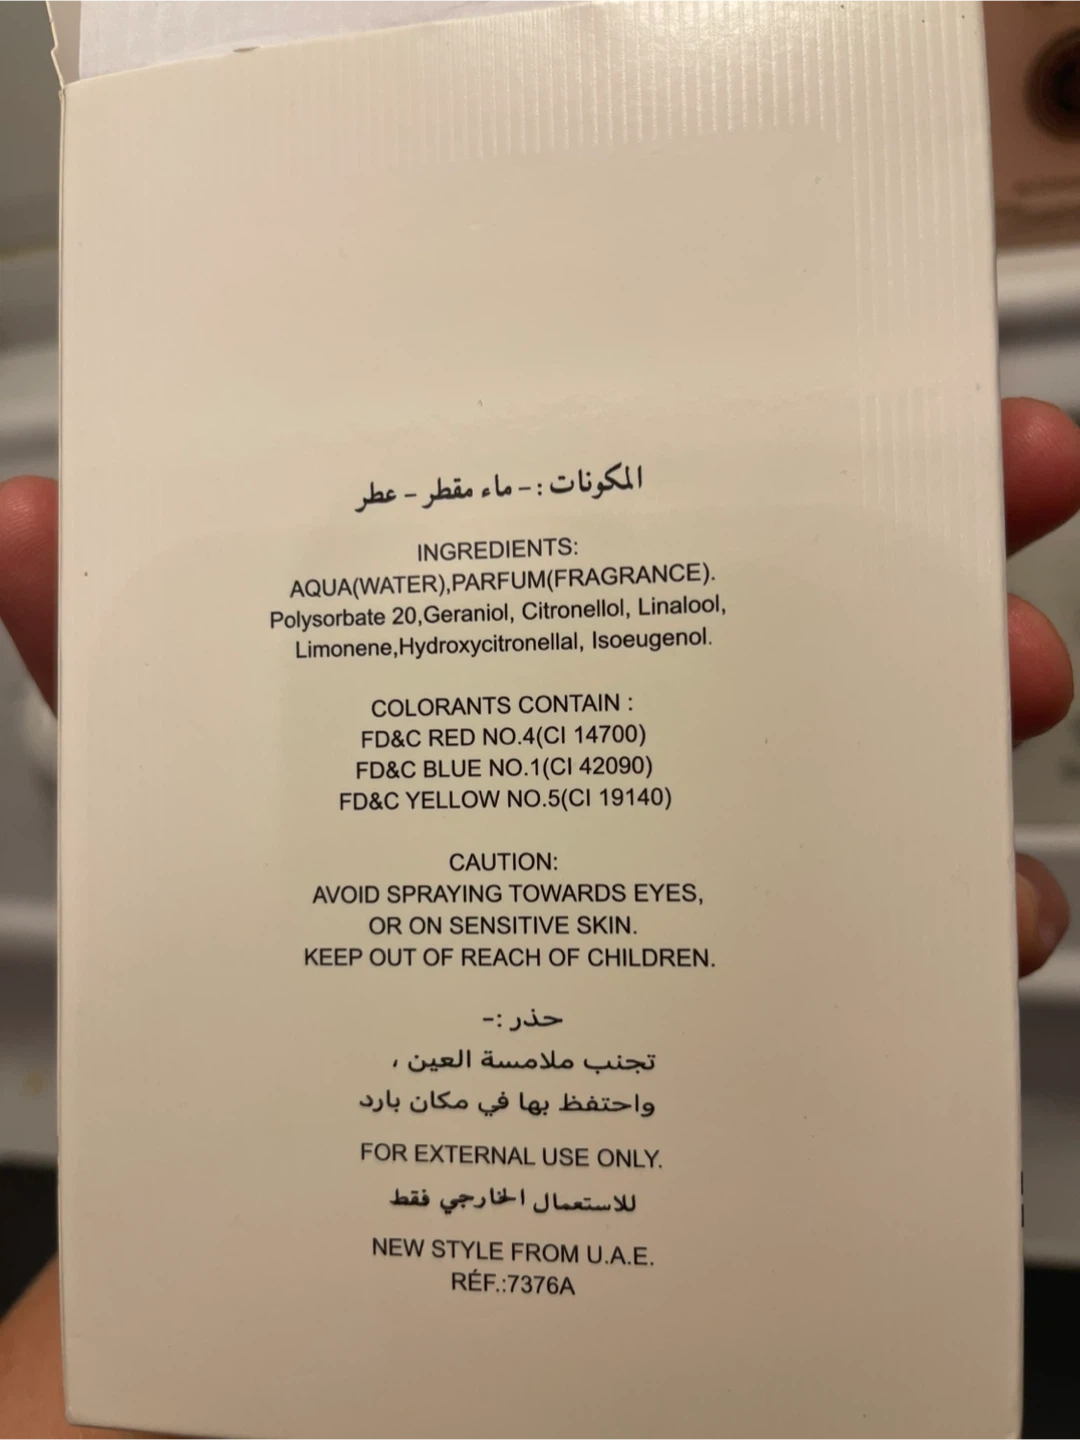 المكونات :- ماء مقطر - عطر
INGREDIENTS:
AQUA(WATER),PARFUM(FRAGRANCE).
Polysorbate 20,Geraniol, Citronellol, Linalool,
Limonene,Hydroxycitronellal, Isoeugenol.
COLORANTS CONTAIN :
FD&C RED NO.4(CI 14700)
FD&C BLUE NO.1(CI 42090)
FD&C YELLOW NO.5(CI 19140)
CAUTION:
AVOID SPRAYING TOWARDS EYES,
OR ON SENSITIVE SKIN.
KEEP OUT OF REACH OF CHILDREN.
حذر :-
تجنب ملامسة العين ،
واحتفظ بها في مكان بارد
FOR EXTERNAL USE ONLY.
للاستعمال الخارجي فقط
NEW STYLE FROM U.A.E.
RÉF.:7376A